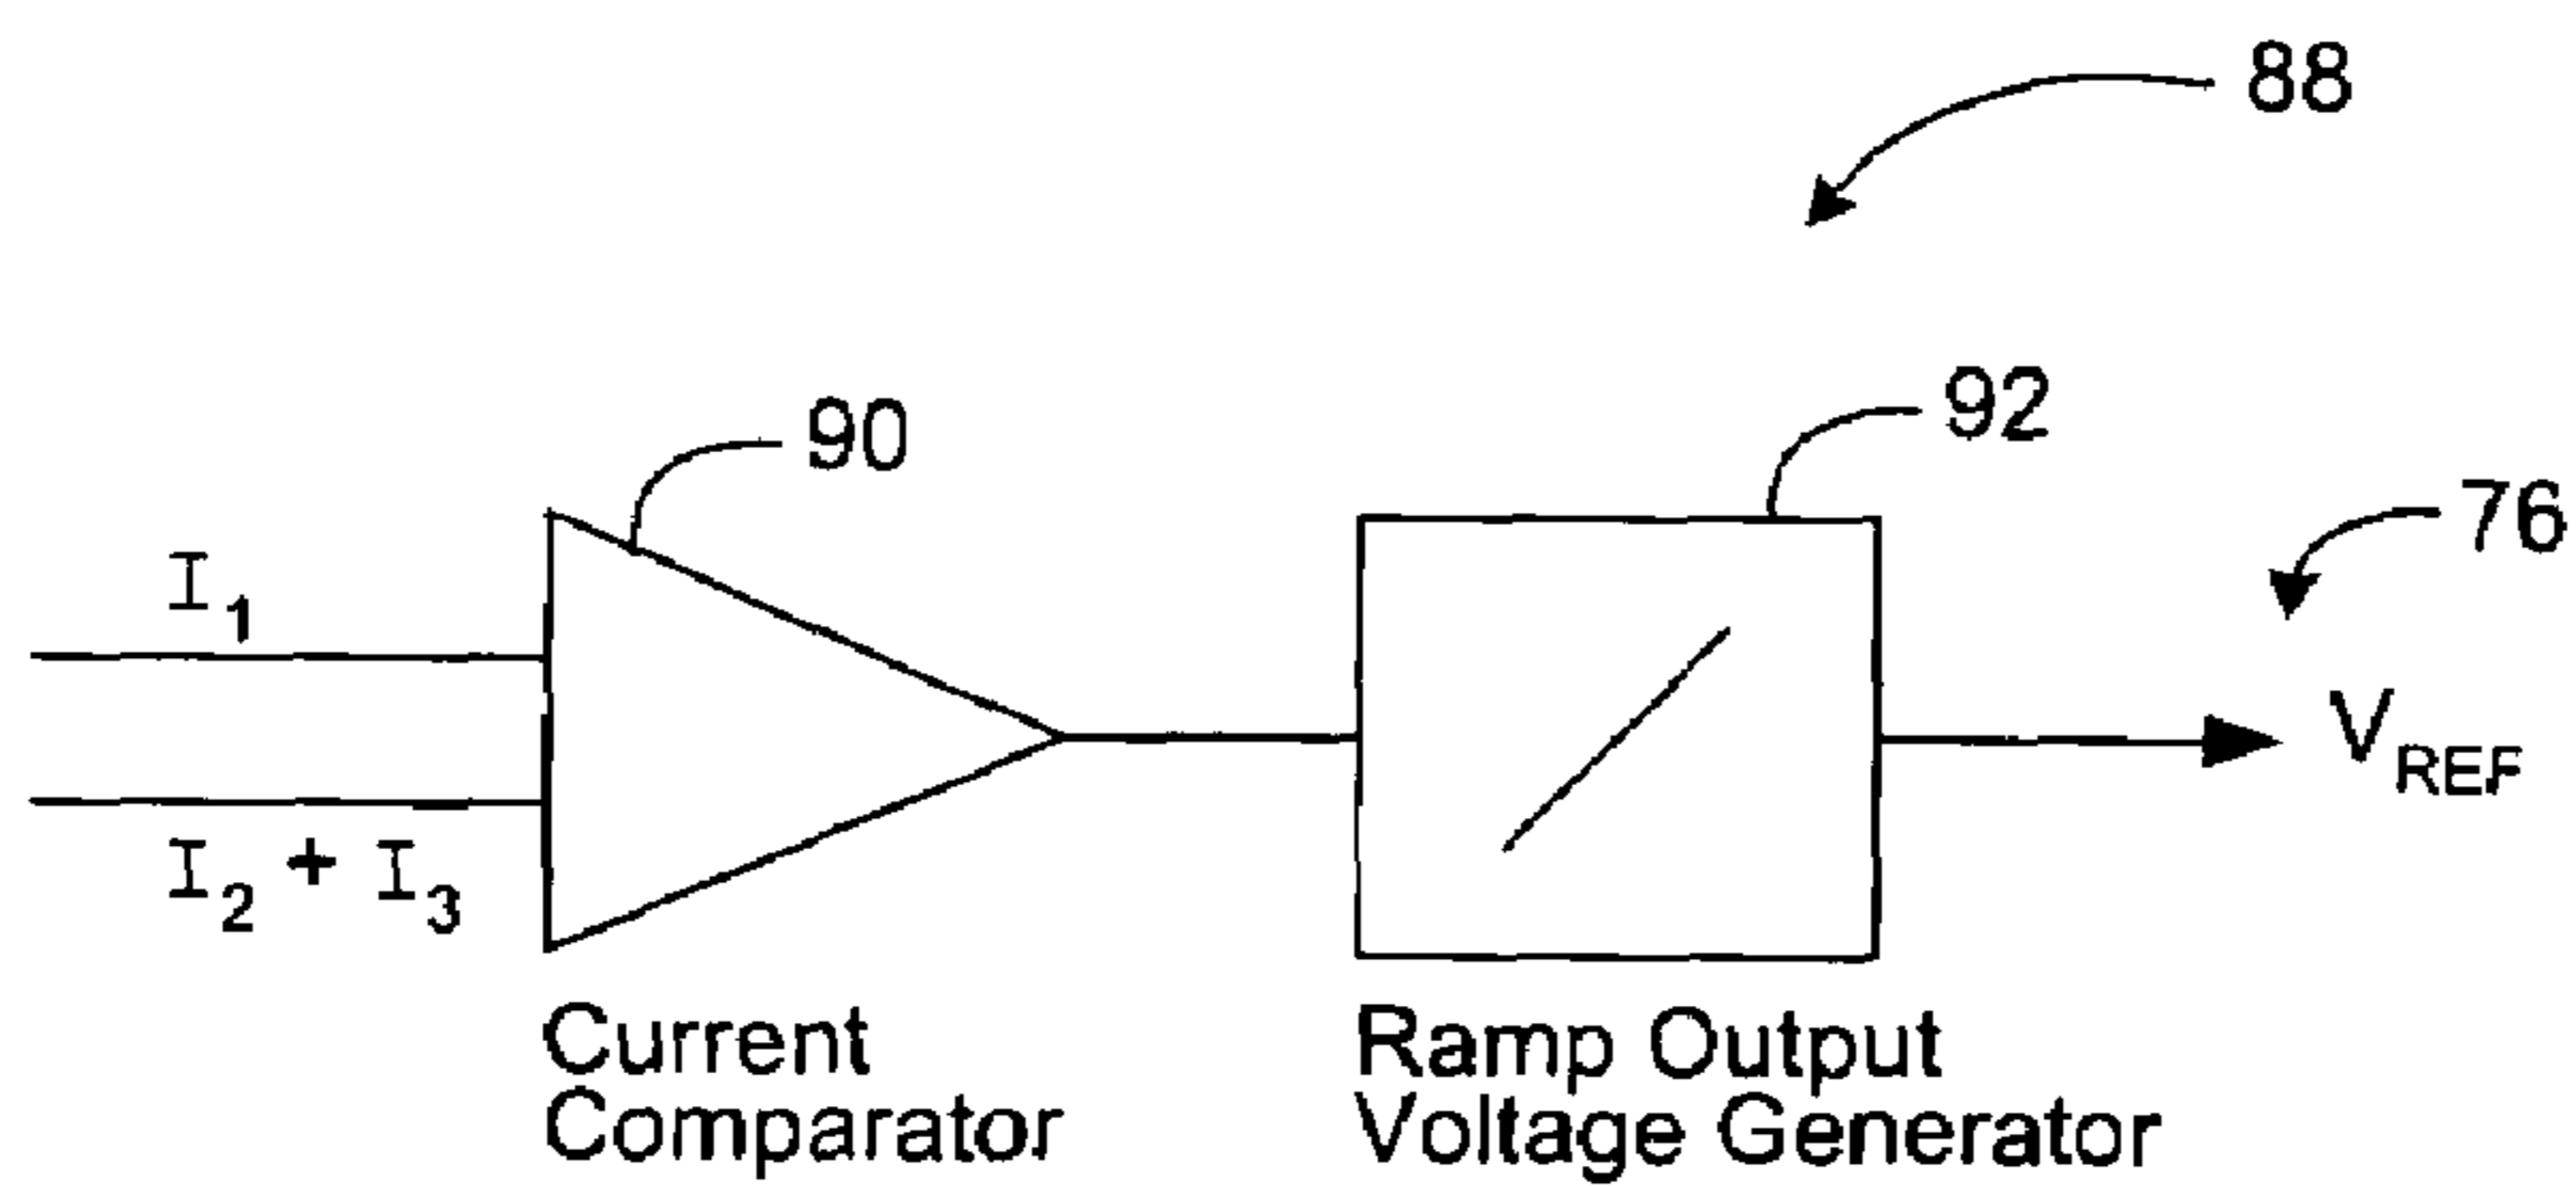 88
92
90
76
I1
VREF
I2 + I3
Current
Comparator
Ramp Output
Voltage Generator